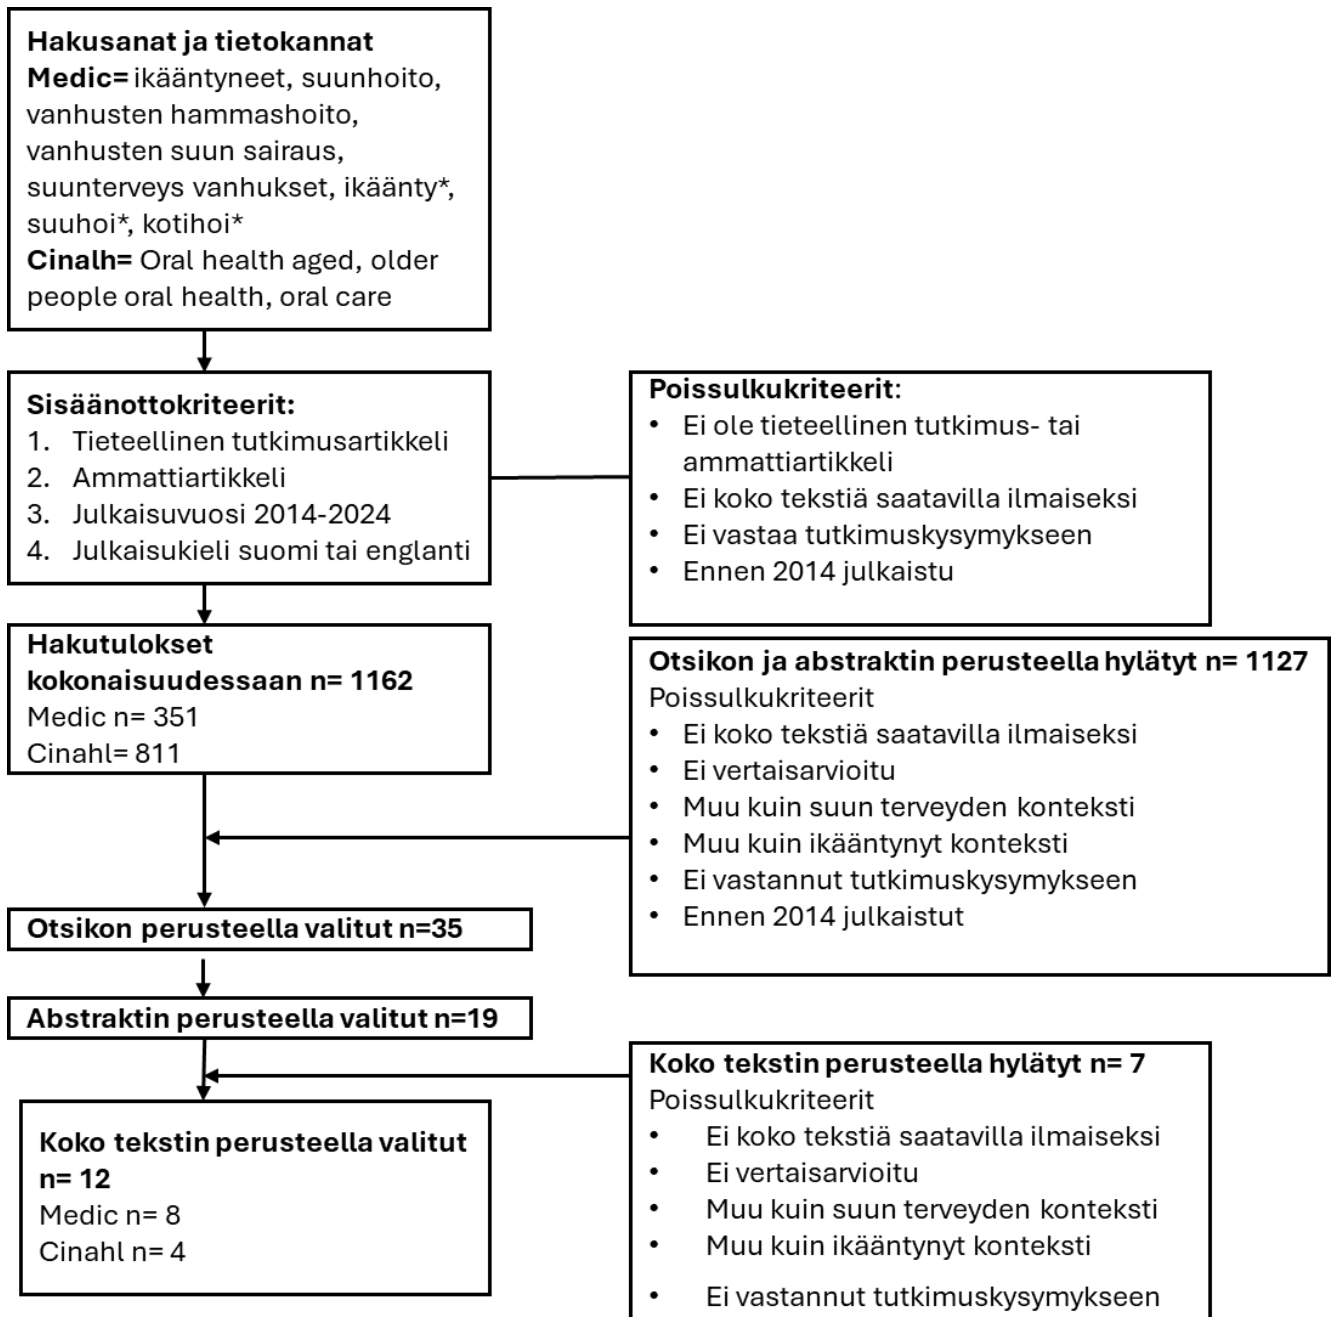 Hakusanat ja tietokannat
Medic= ikääntyneet, suunhoito,
vanhusten hammashoito,
vanhusten suun sairaus,
suunterveys vanhukset, ikäänty*,
suuhoi*, kotihoi*
Cinalh= Oral health aged, older
people oral health, oral care
Sisäänottokriteerit:
1. Tieteellinen tutkimusartikkeli
2. Ammattiartikkeli
3. Julkaisuvuosi 2014-2024
4. Julkaisukieli suomi tai englanti
Poissulkukriteerit:
• Ei ole tieteellinen tutkimus- tai
ammattiartikkeli
• Ei koko tekstiä saatavilla ilmaiseksi
• Ei vastaa tutkimuskysymykseen
• Ennen 2014 julkaistu
Hakutulokset
kokonaisuudessaan n= 1162
Medic n= 351
Cinahl= 811
Otsikon ja abstraktin perusteella hylätyt n= 1127
Poissulkukriteerit
• Ei koko tekstiä saatavilla ilmaiseksi
• Ei vertaisarvioitu
• Muu kuin suun terveyden konteksti
• Muu kuin ikääntynyt konteksti
• Ei vastannut tutkimuskysymykseen
• Ennen 2014 julkaistut
Otsikon perusteella valitut n=35
Abstraktin perusteella valitut n=19
Koko tekstin perusteella hylätyt n= 7
Poissulkukriteerit
• Ei koko tekstiä saatavilla ilmaiseksi
• Ei vertaisarvioitu
• Muu kuin suun terveyden konteksti
• Muu kuin ikääntynyt konteksti
• Ei vastannut tutkimuskysymykseen
Koko tekstin perusteella valitut
n= 12
Medic n= 8
Cinahl n= 4